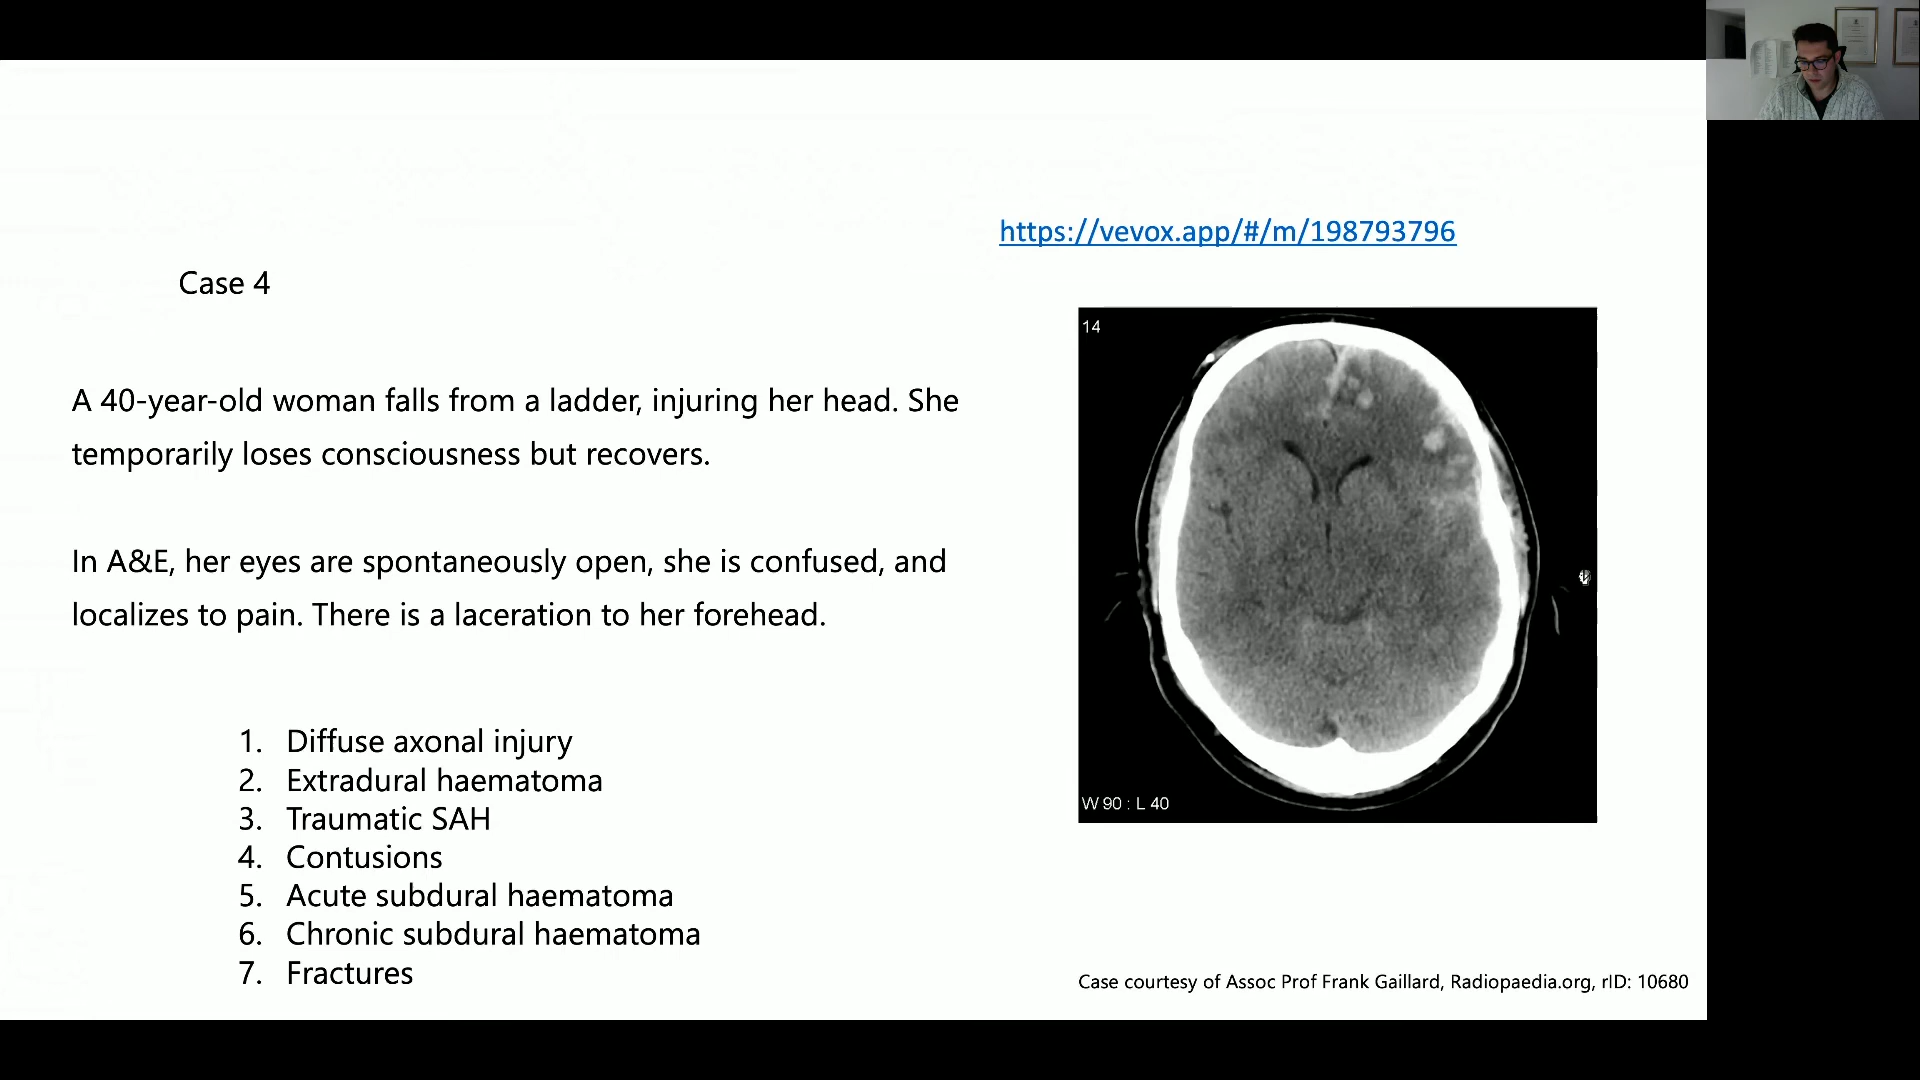 https://vevox.app/#/m/198793796
Case 4
14
A 40-year-old woman falls from a ladder, injuring her head. She
temporarily loses consciousness but recovers.
In A&E, her eyes are spontaneously open, she is confused, and
localizes to pain. There is a laceration to her forehead.
1. Diffuse axonal injury
2. Extradural haematoma
3. Traumatic SAH
4. Contusions
5. Acute subdural haematoma
6. Chronic subdural haematoma
7. Fractures
W 90 : L 40
Case courtesy of Assoc Prof Frank Gaillard, Radiopaedia.org, rID: 10680